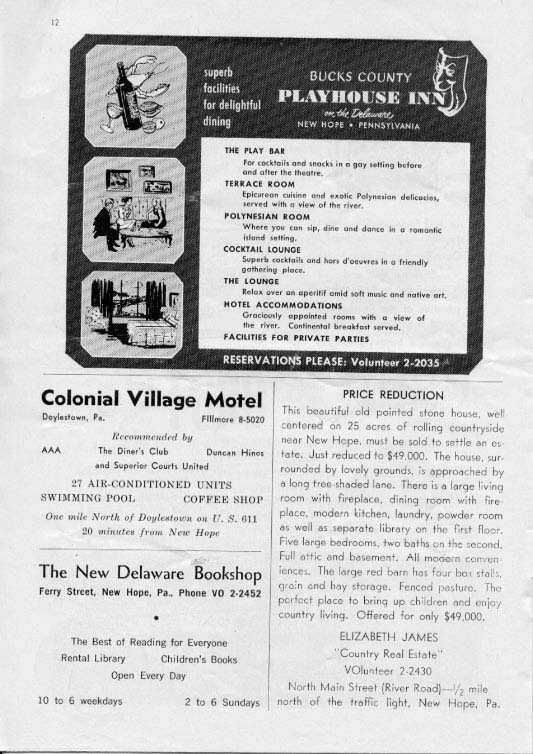 12
superb
facilities
for delightful
dining
BUCKS COUNTY
PLAYHOUSE INN
on the Delaware
NEW HOPE • PENNSYLVANIA
THE PLAY BAR
For cocktails and snacks in a gay setting before
and after the theatre.
TERRACE ROOM
Epicurean cuisine and exotic Polynesian delicacies,
served with a view of the river.
POLYNESIAN ROOM
Where you can sip, dine and dance in a romantic
island setting.
COCKTAIL LOUNGE
Superb cocktails and hors d'oeuvres in a friendly
gathering place.
THE LOUNGE
Relax over an aperitif amid soft music and native art.
HOTEL ACCOMMODATIONS
Graciously appointed rooms with a view of
the river. Continental breakfast served.
FACILITIES FOR PRIVATE PARTIES
RESERVATIONS PLEASE: Volunteer 2-2035
Colonial Village Motel
Doylestown, Pa. FIllmore 8-5020
Recommended by
AAA The Diner's Club Duncan Hines
and Superior Courts United
27 AIR-CONDITIONED UNITS
SWIMMING POOL COFFEE SHOP
One mile North of Doylestown on U. S. 611
20 minutes from New Hope
The New Delaware Bookshop
Ferry Street, New Hope, Pa., Phone VO 2-2452
•
The Best of Reading for Everyone
Rental Library Children's Books
Open Every Day
10 to 6 weekdays 2 to 6 Sundays
PRICE REDUCTION
This beautiful old pointed stone house, well
centered on 25 acres of rolling countryside
near New Hope, must be sold to settle an es-
tate. Just reduced to $49,000. The house, sur-
rounded by lovely grounds, is approached by
a long tree-shaded lane. There is a large living
room with fireplace, dining room with fire-
place, modern kitchen, laundry, powder room
as well as separate library on the first floor.
Five large bedrooms, two baths on the second.
Full attic and basement. All modern conven-
iences. The large red barn has four box stalls,
grain and hay storage. Fenced pasture. The
perfect place to bring up children and enjoy
country living. Offered for only $49,000.
ELIZABETH JAMES
"Country Real Estate"
VOlunteer 2-2430
North Main Street (River Road)—1/2 mile
north of the traffic light, New Hope, Pa.